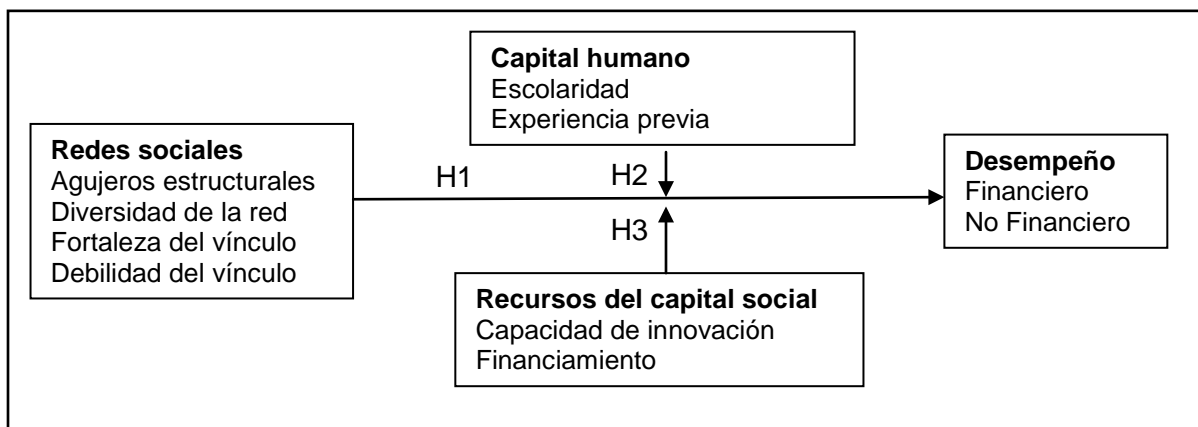 Capital humano
Escolaridad
Experiencia previa
Redes sociales
Agujeros estructurales
Diversidad de la red
Fortaleza del vínculo
Debilidad del vínculo
H1
H2
H3
Desempeño
Financiero
No Financiero
Recursos del capital social
Capacidad de innovación
Financiamiento